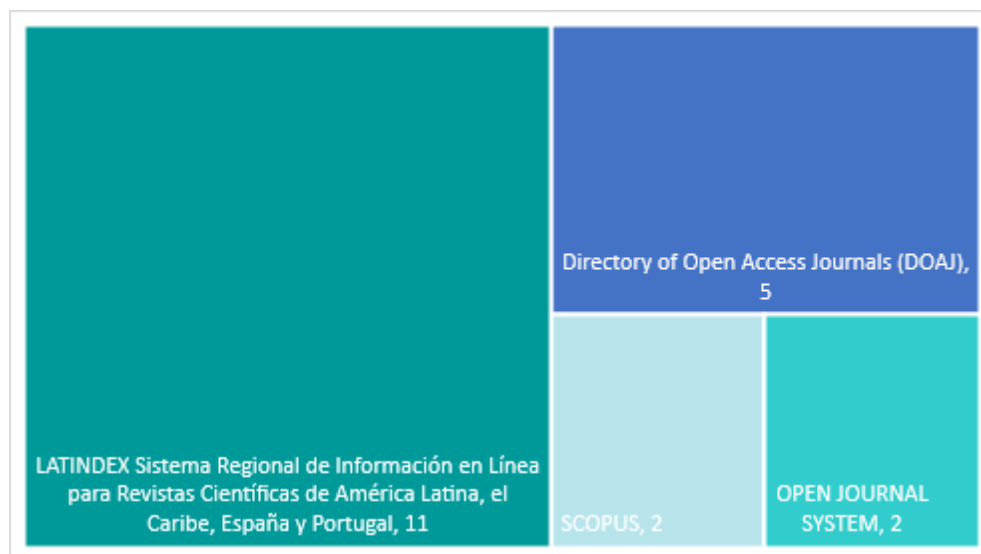 Directory of Open Access Journals (DOAJ),
5
LATINDEX Sistema Regional de Información en Línea
para Revistas Científicas de América Latina, el
Caribe, España y Portugal, 11
SCOPUS, 2
OPEN JOURNAL
SYSTEM, 2